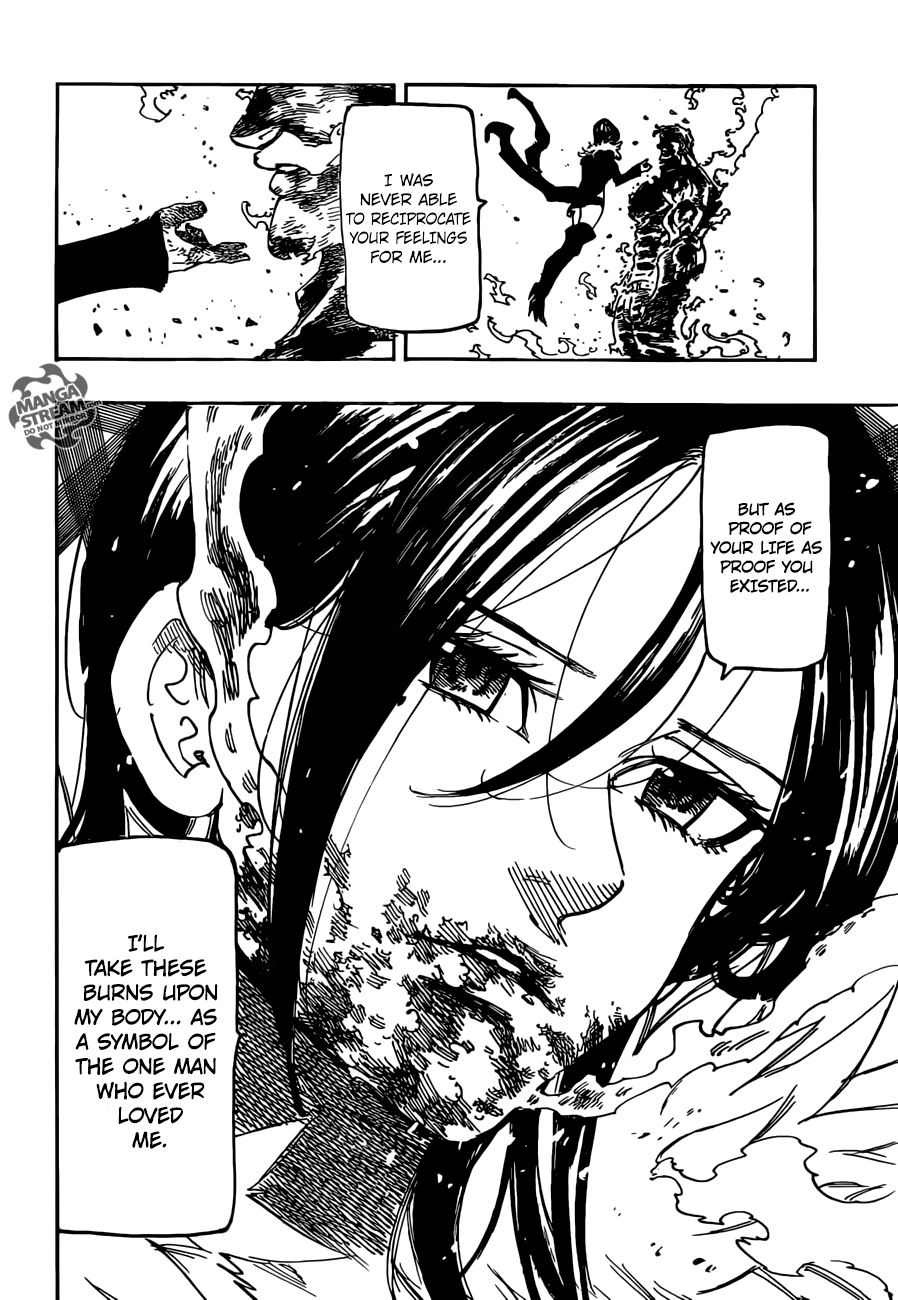 I WAS
NEVER ABLE
TO RECIPROCATE
YOUR FEELINGS
FOR ME...
MANGA
STREAM.com
DO NOT MIRROR
BUT AS
PROOF OF
YOUR LIFE AS
PROOF YOU
EXISTED...
I'LL
TAKE THESE
BURNS UPON
MY BODY... AS
A SYMBOL OF
THE ONE MAN
WHO EVER
LOVED
ME.